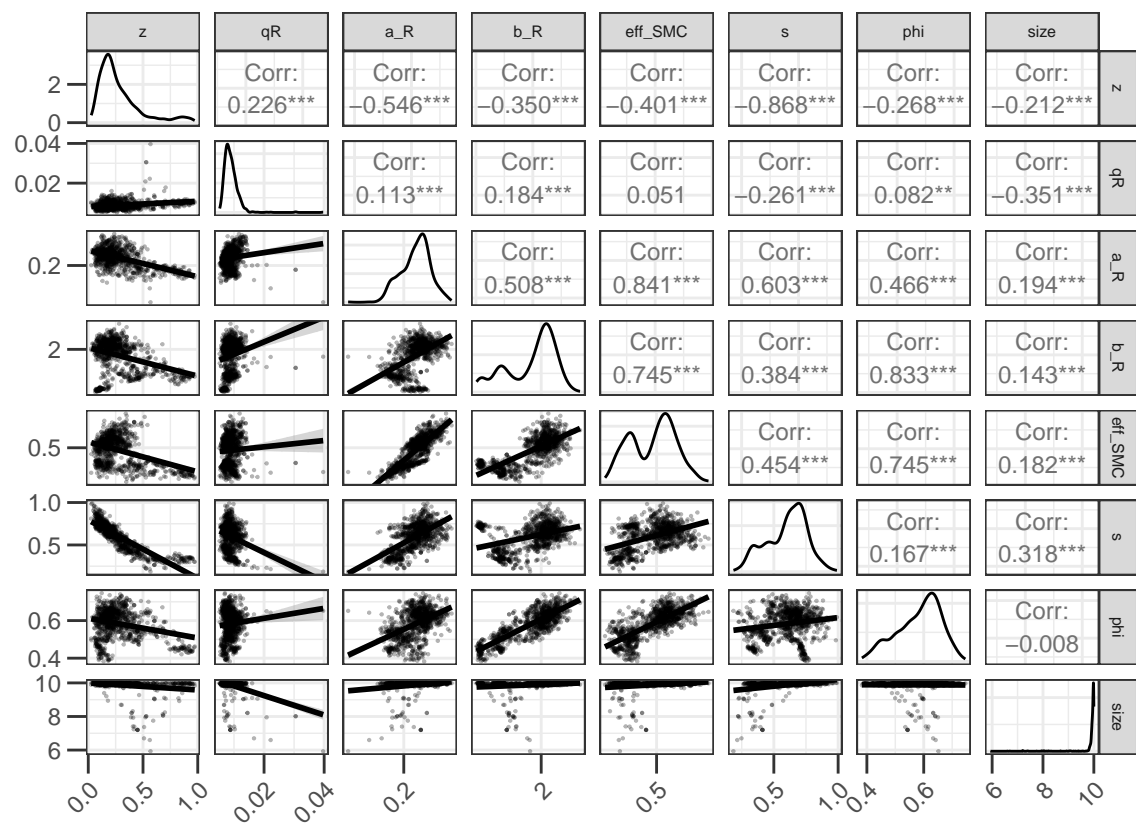 z qR a_R b_R eff_SMC s phi size
Corr: Corr: Corr: Corr: Corr: Corr: Corr:
0.226*** −0.546*** −0.350*** −0.401*** −0.868*** −0.268*** −0.212***
2
0
z
Corr: Corr: Corr: Corr: Corr: Corr:
0.113*** 0.184*** 0.051 −0.261*** 0.082** −0.351***
0.04
0.02
qR
Corr: Corr: Corr: Corr: Corr:
0.508*** 0.841*** 0.603*** 0.466*** 0.194***
0.2
a_R
Corr: Corr: Corr: Corr:
0.745*** 0.384*** 0.833*** 0.143***
2
b_R
Corr: Corr: Corr:
0.454*** 0.745*** 0.182***
0.5
eff_SMC
Corr: Corr:
0.167*** 0.318***
1.0
0.5
s
Corr:
−0.008
0.6
0.4
phi
10
8
6
size
0.0 0.5 1.0 0.02 0.04 0.2 2 0.5 0.5 1.0 0.4 0.6 6 8 10